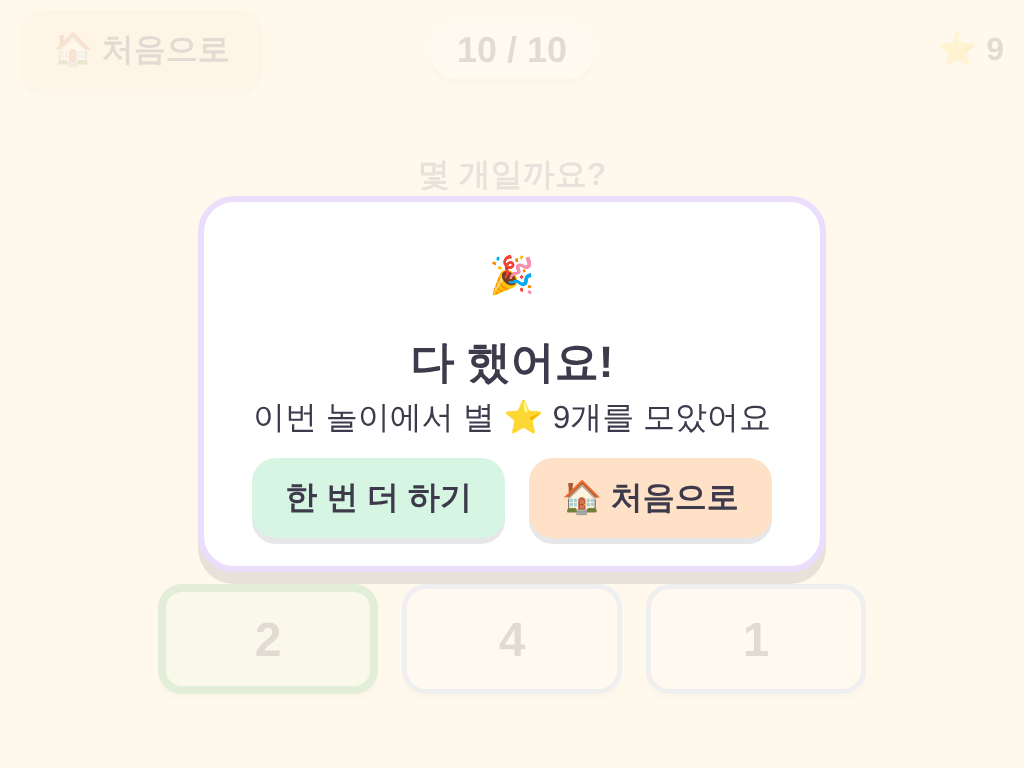 🏠 처음으로
10 / 10
⭐ 9
몇 개일까요?
🎉
다 했어요!
이번 놀이에서 별 ⭐ 9개를 모았어요
한 번 더 하기
🏠 처음으로
2
4
1